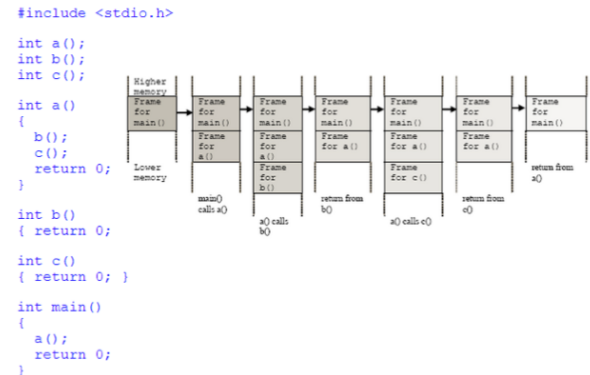 #include <stdio.h>
int a();
int b();
int c();
int a()
{
b();
c();
return 0;
}
int b()
{ return 0;
int c()
{ return 0; }
int main()
{
a();
return 0;
}
Higher
memory
Frame
for
main()
Lower
memory
Frame
for
main()
Frame
for
a()
main()
calls a()
Frame
for
main()
Frame
for
a()
Frame
for
b()
a() calls
b()
Frame
for
main()
Frame
for a()
return from
b()
Frame
for
main()
Frame
for a()
Frame
for c()
a() calls c()
Frame
for
main()
Frame
for a()
return from
c()
Frame
for
main()
return from
a()